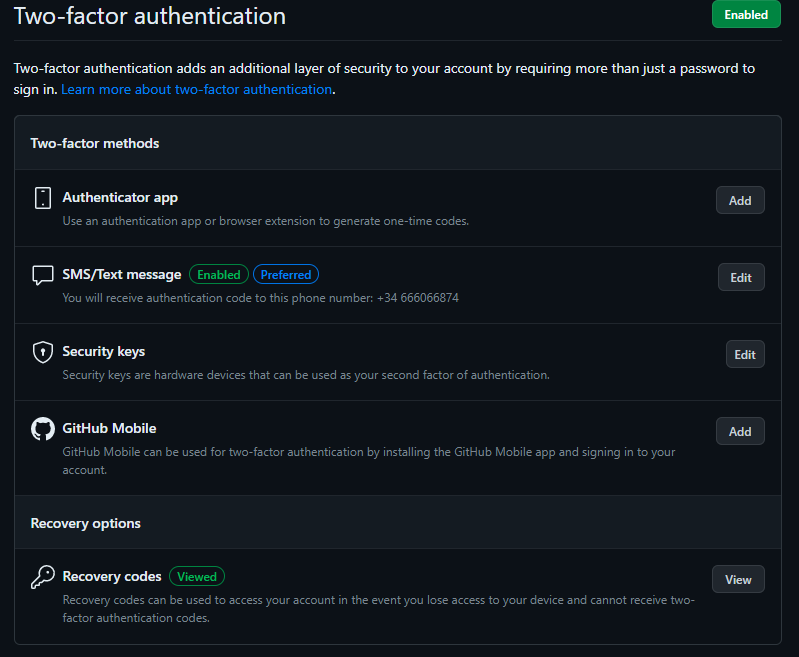 Two-factor authentication
Enabled
Two-factor authentication adds an additional layer of security to your account by requiring more than just a password to
sign in. Learn more about two-factor authentication.
Two-factor methods
Authenticator app
Add
Use an authentication app or browser extension to generate one-time codes.
SMS/Text message Enabled Preferred
Edit
You will receive authentication code to this phone number: +34 666066874
Security keys
Edit
Security keys are hardware devices that can be used as your second factor of authentication.
GitHub Mobile
Add
GitHub Mobile can be used for two-factor authentication by installing the GitHub Mobile app and signing in to your
account.
Recovery options
Recovery codes Viewed
View
Recovery codes can be used to access your account in the event you lose access to your device and cannot receive two-
factor authentication codes.